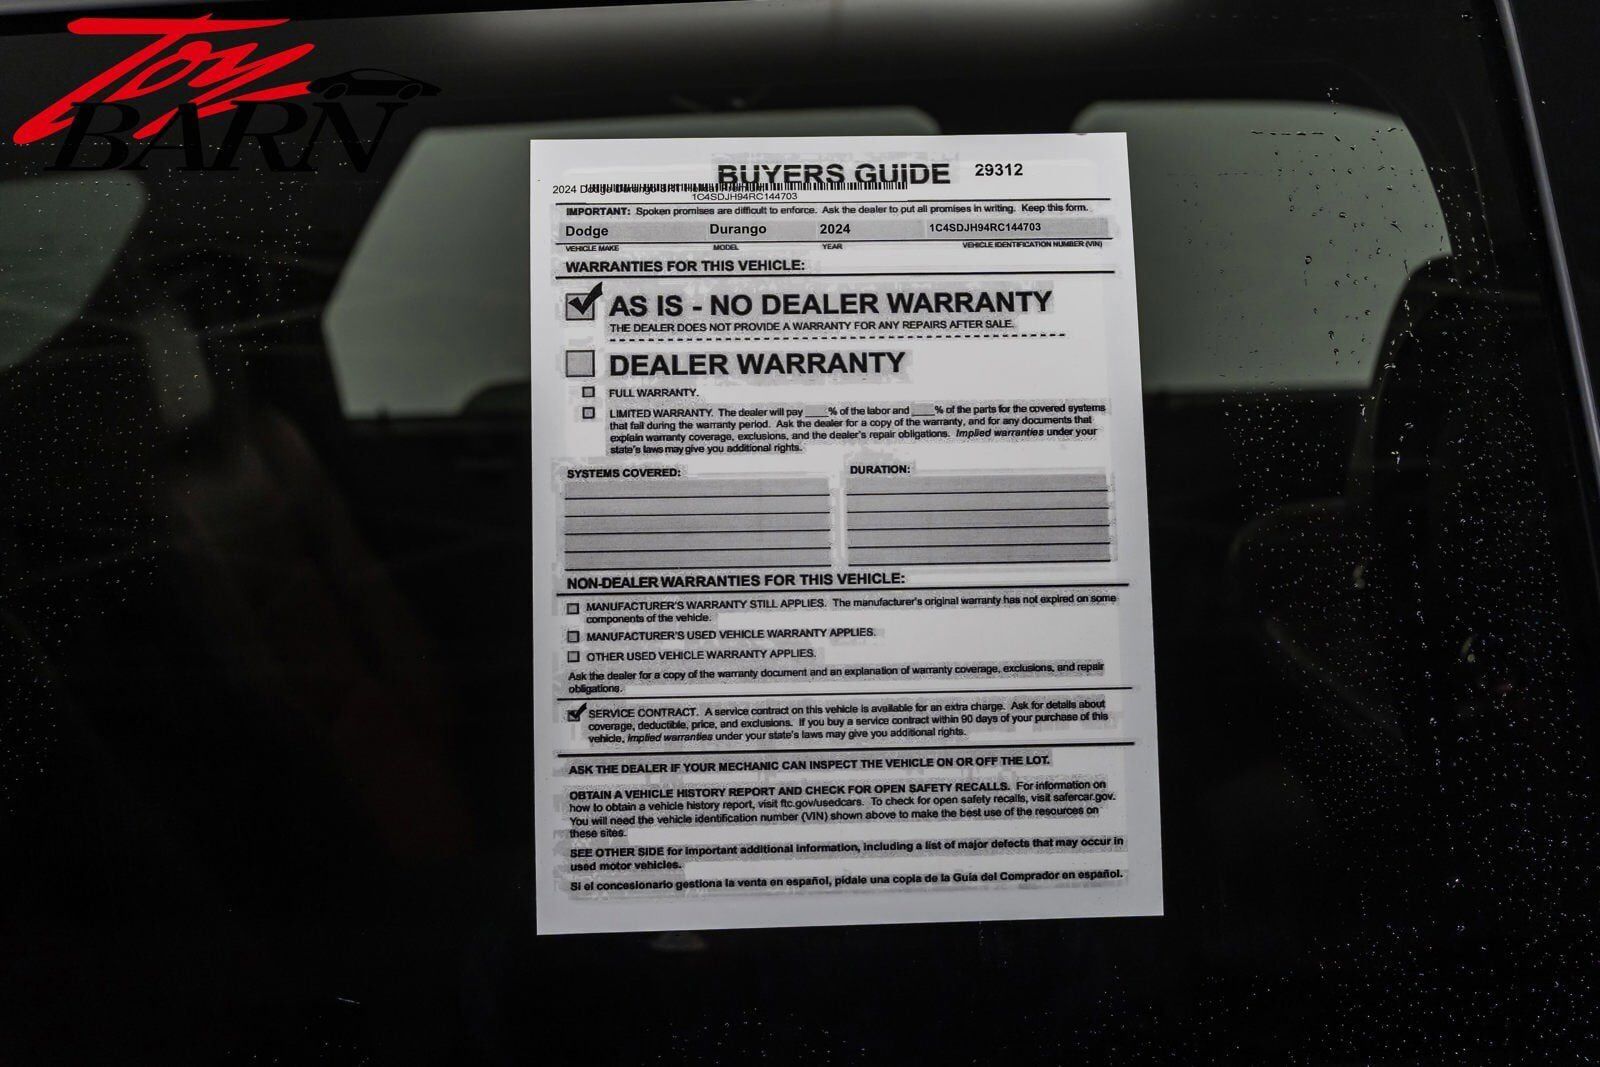 Toy
BARN
BUYERS GUiDE 29312
2024 Dodge Durango
1C4SDJH94RC144703
IMPORTANT: Spoken promises are difficult to enforce. Ask the dealer to put all promises in writing. Keep this form.
Dodge Durango 2024 1C4SDJH94RC144703
VEHICLE MAKE MODEL YEAR VEHICLE IDENTIFICATION NUMBER (VIN)
WARRANTIES FOR THIS VEHICLE:
AS IS - NO DEALER WARRANTY
THE DEALER DOES NOT PROVIDE A WARRANTY FOR ANY REPAIRS AFTER SALE.
DEALER WARRANTY
FULL WARRANTY.
LIMITED WARRANTY. The dealer will pay ____% of the labor and ____% of the parts for the covered systems
that fail during the warranty period. Ask the dealer for a copy of the warranty, and for any documents that
explain warranty coverage, exclusions, and the dealer's repair obligations. Implied warranties under your
state's laws may give you additional rights.
SYSTEMS COVERED: DURATION:
NON-DEALER WARRANTIES FOR THIS VEHICLE:
MANUFACTURER'S WARRANTY STILL APPLIES. The manufacturer's original warranty has not expired on some
components of the vehicle.
MANUFACTURER'S USED VEHICLE WARRANTY APPLIES.
OTHER USED VEHICLE WARRANTY APPLIES.
Ask the dealer for a copy of the warranty document and an explanation of warranty coverage, exclusions, and repair
obligations.
SERVICE CONTRACT. A service contract on this vehicle is available for an extra charge. Ask for details about
coverage, deductible, price, and exclusions. If you buy a service contract within 90 days of your purchase of this
vehicle, implied warranties under your state's laws may give you additional rights.
ASK THE DEALER IF YOUR MECHANIC CAN INSPECT THE VEHICLE ON OR OFF THE LOT.
OBTAIN A VEHICLE HISTORY REPORT AND CHECK FOR OPEN SAFETY RECALLS. For information on
how to obtain a vehicle history report, visit ftc.gov/usedcars. To check for open safety recalls, visit safercar.gov.
You will need the vehicle identification number (VIN) shown above to make the best use of the resources on
these sites.
SEE OTHER SIDE for important additional information, including a list of major defects that may occur in
used motor vehicles.
Si el concesionario gestiona la venta en español, pídale una copia de la Guía del Comprador en español.